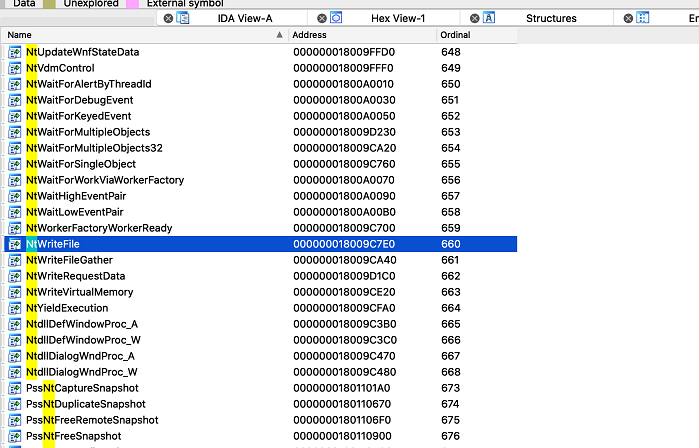 Data Unexplored External symbol
IDA View-A Hex View-1 A Structures
Name Address Ordinal
NtUpdateWnfStateData 000000018009FFD0 648
NtVdmControl 000000018009FFF0 649
NtWaitForAlertByThreadId 00000001800A0010 650
NtWaitForDebugEvent 00000001800A0030 651
NtWaitForKeyedEvent 00000001800A0050 652
NtWaitForMultipleObjects 000000018009D230 653
NtWaitForMultipleObjects32 000000018009CA20 654
NtWaitForSingleObject 000000018009C760 655
NtWaitForWorkViaWorkerFactory 00000001800A0070 656
NtWaitHighEventPair 00000001800A0090 657
NtWaitLowEventPair 00000001800A00B0 658
NtWorkerFactoryWorkerReady 000000018009C700 659
NtWriteFile 000000018009C7E0 660
NtWriteFileGather 000000018009CA40 661
NtWriteRequestData 000000018009D1C0 662
NtWriteVirtualMemory 000000018009CE20 663
NtYieldExecution 000000018009CFA0 664
NtdllDefWindowProc_A 000000018009C3B0 665
NtdllDefWindowProc_W 000000018009C3C0 666
NtdllDialogWndProc_A 000000018009C470 667
NtdllDialogWndProc_W 000000018009C480 668
PssNtCaptureSnapshot 00000001801101A0 673
PssNtDuplicateSnapshot 0000000180110670 674
PssNtFreeRemoteSnapshot 00000001801106F0 675
PssNtFreeSnapshot 0000000180110900 676